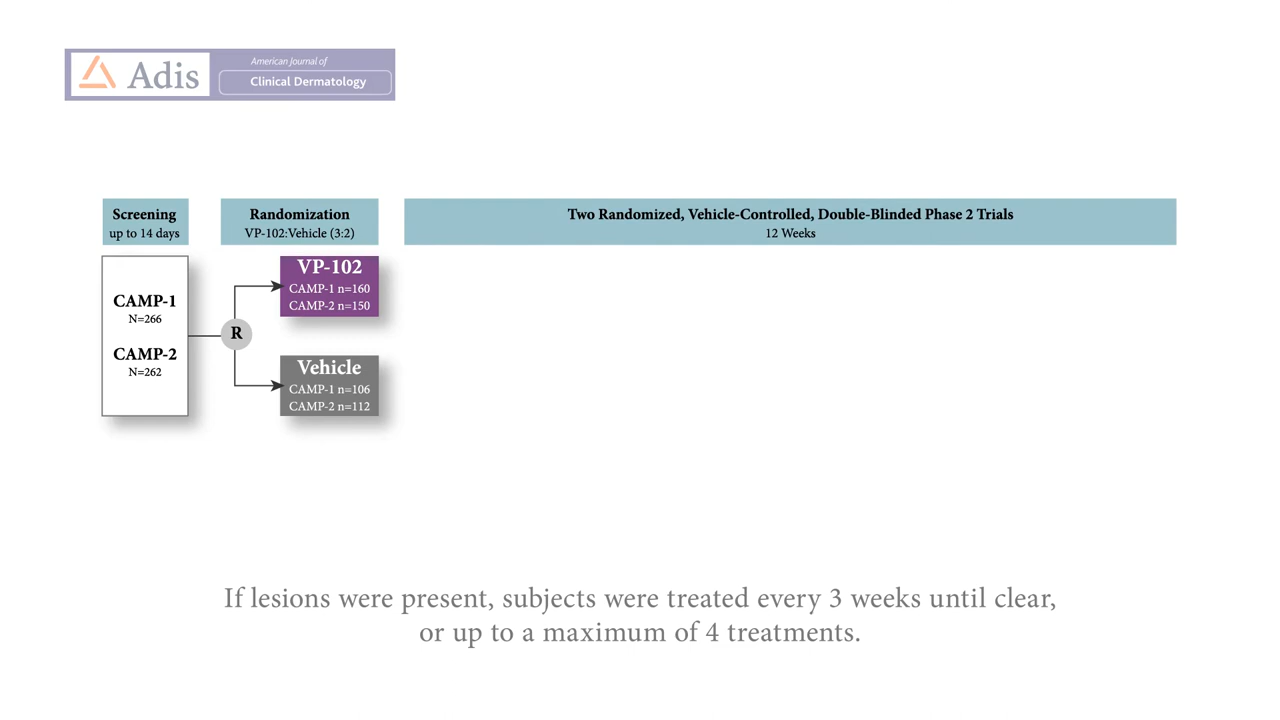 Adis
American Journal of
Clinical Dermatology
Screening
up to 14 days
Randomization
VP-102:Vehicle (3:2)
Two Randomized, Vehicle-Controlled, Double-Blinded Phase 2 Trials
12 Weeks
CAMP-1
N=266
CAMP-2
N=262
R
VP-102
CAMP-1 n=160
CAMP-2 n=150
Vehicle
CAMP-1 n=106
CAMP-2 n=112
If lesions were present, subjects were treated every 3 weeks until clear,
or up to a maximum of 4 treatments.